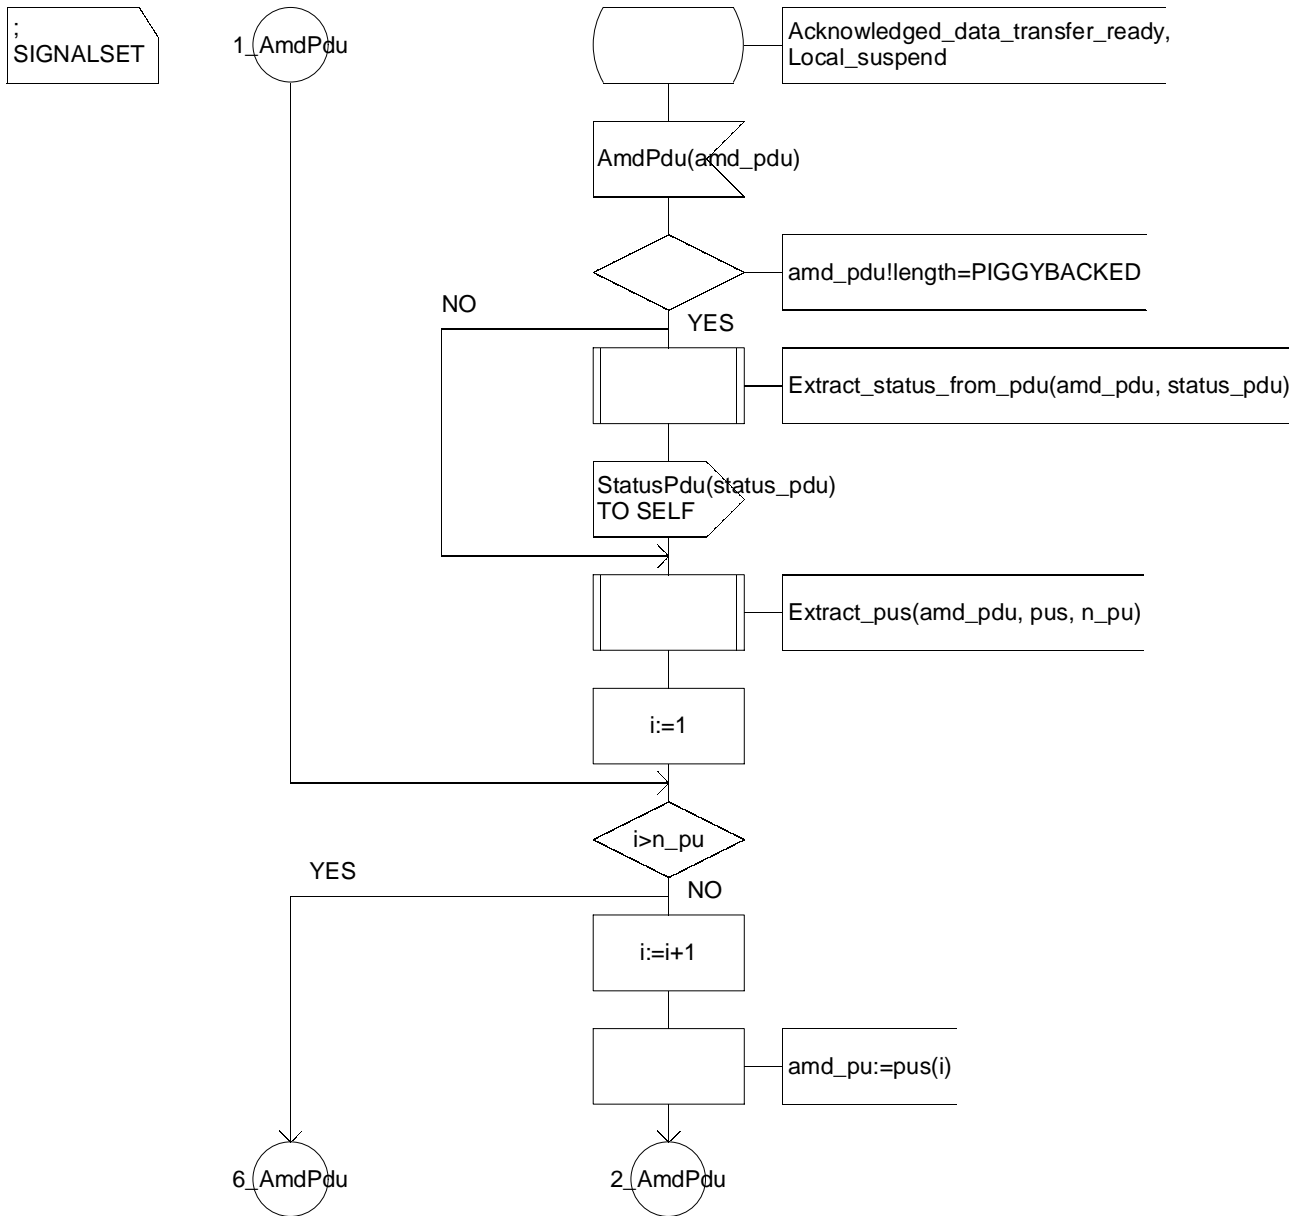 ;
SIGNALSET
1_AmdPdu
Acknowledged_data_transfer_ready,
Local_suspend
AmdPdu(amd_pdu)
amd_pdu!length=PIGGYBACKED
NO
YES
Extract_status_from_pdu(amd_pdu, status_pdu)
StatusPdu(status_pdu)
TO SELF
Extract_pus(amd_pdu, pus, n_pu)
i:=1
i>n_pu
YES
NO
i:=i+1
amd_pu:=pus(i)
6_AmdPdu
2_AmdPdu